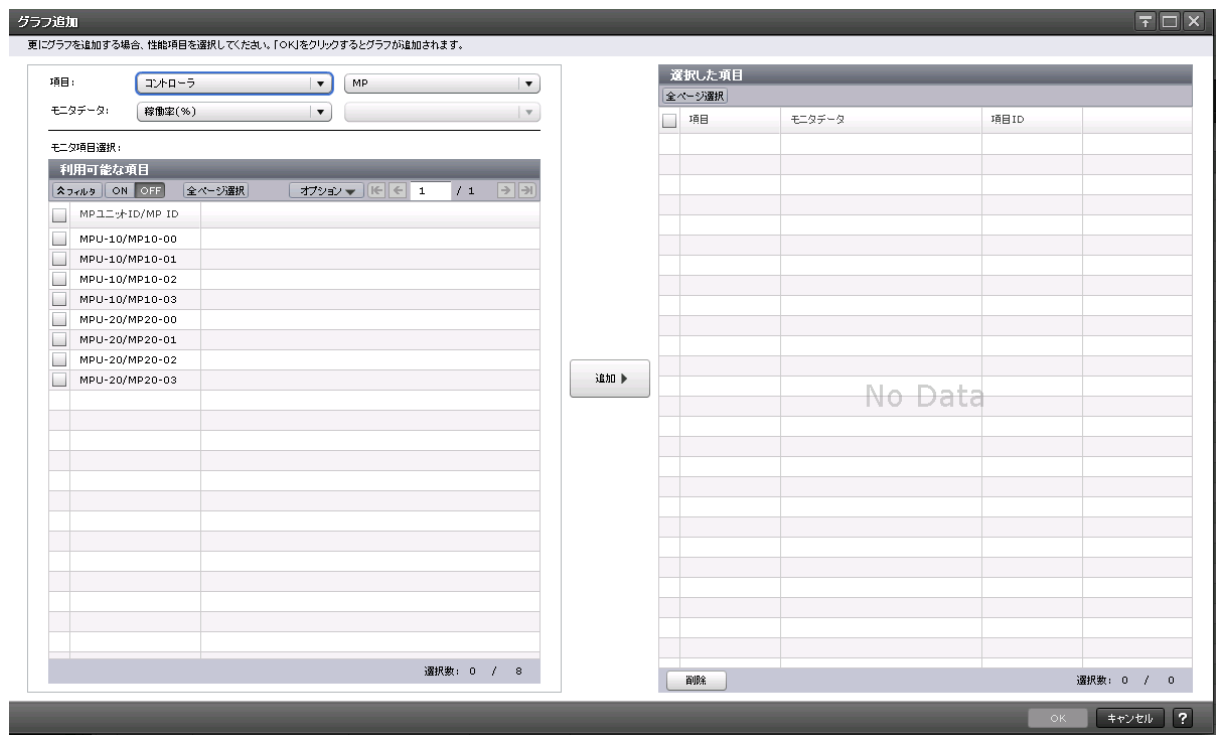 グラフ追加
更にグラフを追加する場合、性能項目を選択してください。「OK」をクリックするとグラフが追加されます。
項目: コントローラ MP
モニタデータ: 稼働率(%)
モニタ項目選択:
利用可能な項目
フィルタ ON OFF 全ページ選択 オプション 1 / 1
MPユニットID/MP ID
MPU-10/MP10-00
MPU-10/MP10-01
MPU-10/MP10-02
MPU-10/MP10-03
MPU-20/MP20-00
MPU-20/MP20-01
MPU-20/MP20-02
MPU-20/MP20-03
選択数: 0 / 8
追加
選択した項目
全ページ選択
項目 モニタデータ 項目ID
No Data
削除 選択数: 0 / 0
OK キャンセル ?